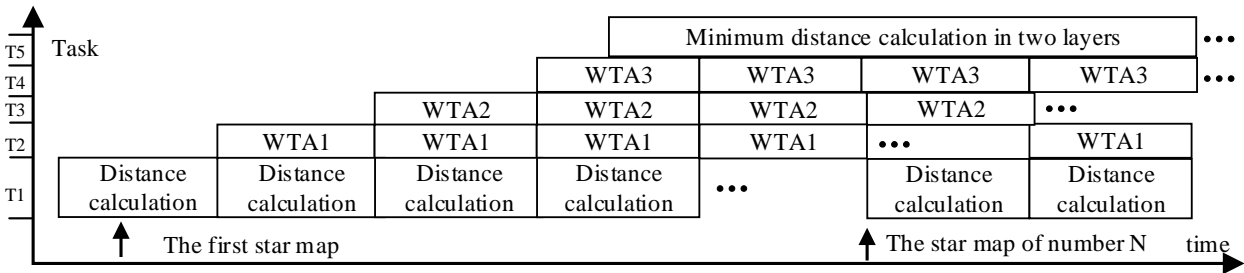 T5 Task Minimum distance calculation in two layers •••
T4 WTA3 WTA3 WTA3 WTA3 •••
T3 WTA2 WTA2 WTA2 WTA2 •••
T2 WTA1 WTA1 WTA1 WTA1 ••• WTA1
T1 Distance calculation Distance calculation Distance calculation Distance calculation ••• Distance calculation Distance calculation
The first star map The star map of number N time